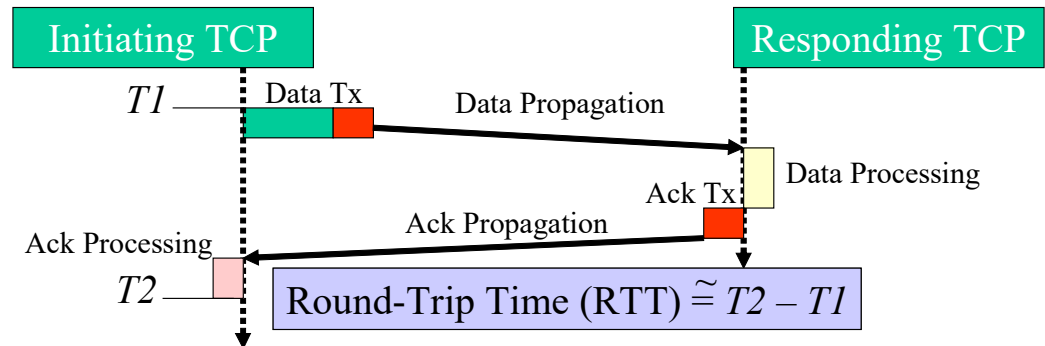 Initiating TCP
Responding TCP
T1
Data Tx
Data Propagation
Data Processing
Ack Tx
Ack Propagation
Ack Processing
T2
Round-Trip Time (RTT) ≅ T2 – T1